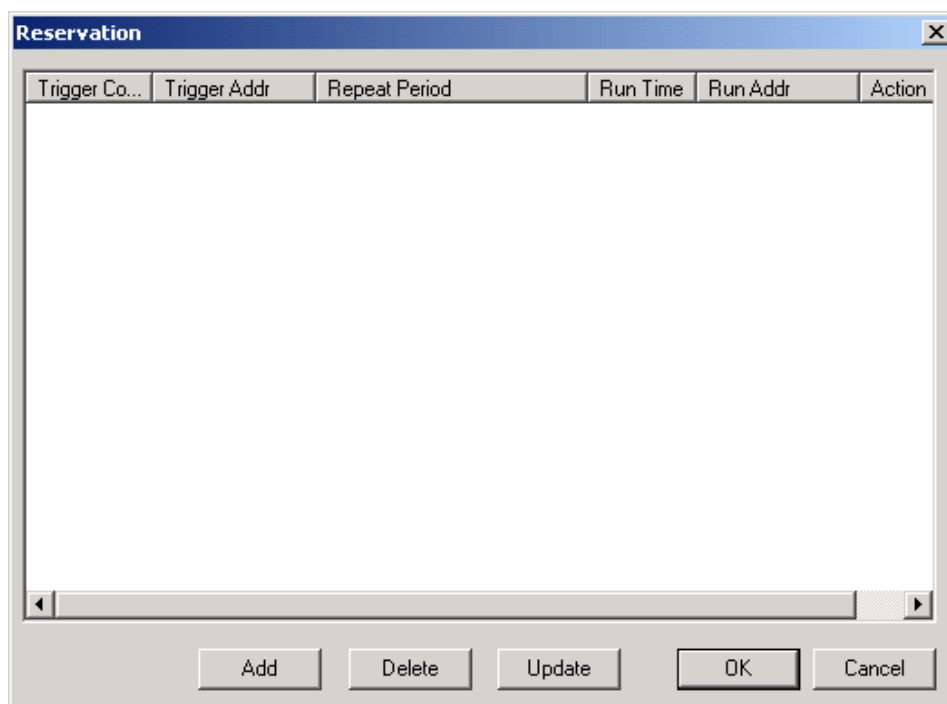 Reservation
Trigger Co... Trigger Addr Repeat Period Run Time Run Addr Action
Add Delete Update OK Cancel